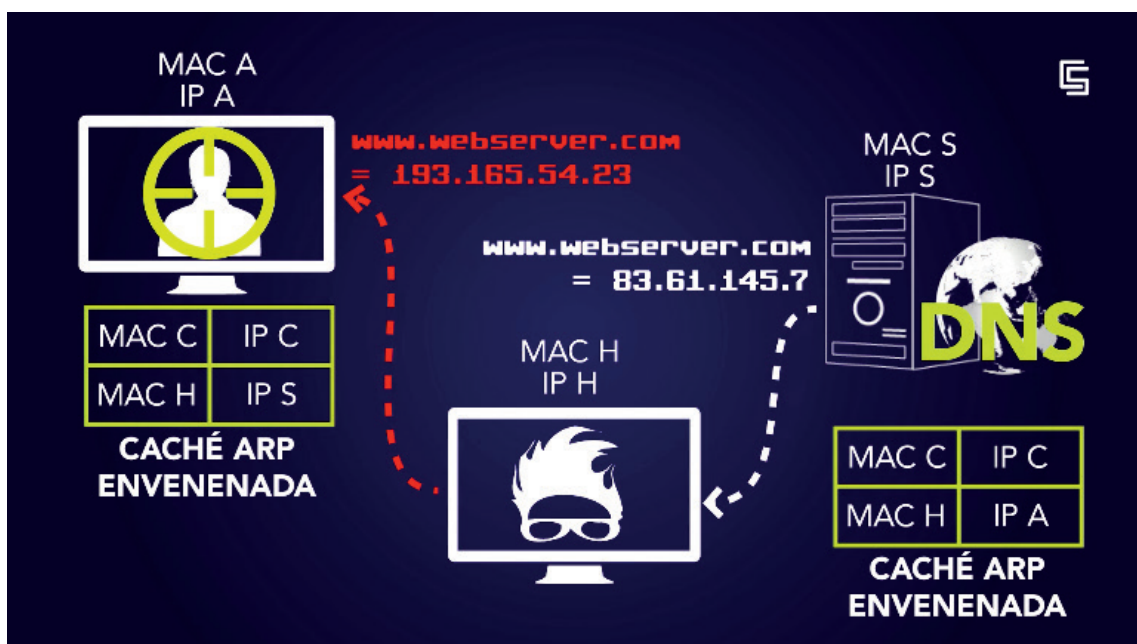 MAC A
IP A
www.webserver.com
= 193.165.54.23
MAC S
IP S
www.webserver.com
= 83.61.145.7
DNS
MAC C IP C
MAC H IP S
CACHÉ ARP
ENVENENADA
MAC H
IP H
MAC C IP C
MAC H IP A
CACHÉ ARP
ENVENENADA